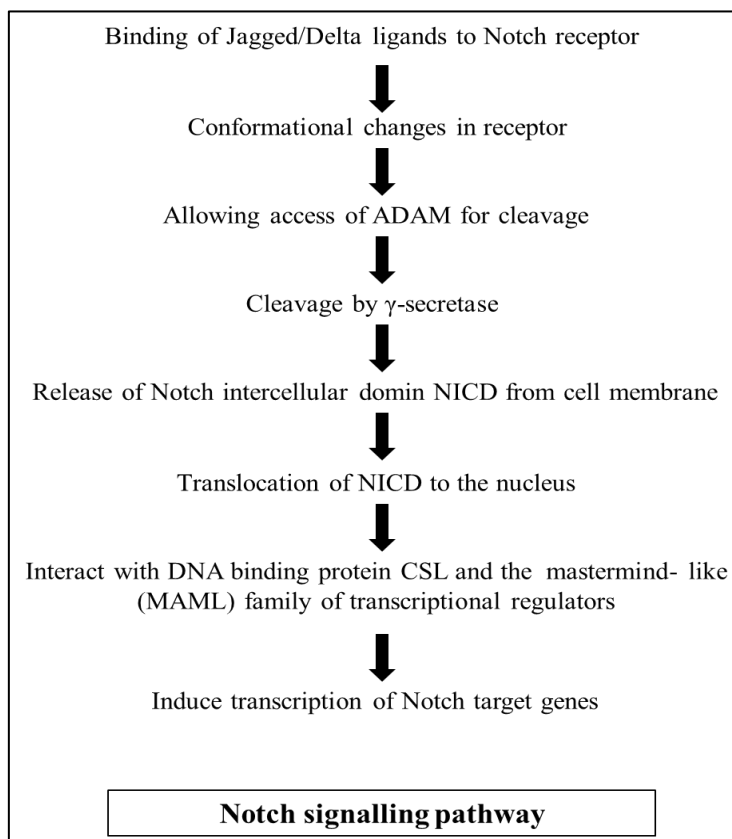 Binding of Jagged/Delta ligands to Notch receptor
Conformational changes in receptor
Allowing access of ADAM for cleavage
Cleavage by γ-secretase
Release of Notch intercellular domin NICD from cell membrane
Translocation of NICD to the nucleus
Interact with DNA binding protein CSL and the mastermind- like
(MAML) family of transcriptional regulators
Induce transcription of Notch target genes
Notch signalling pathway